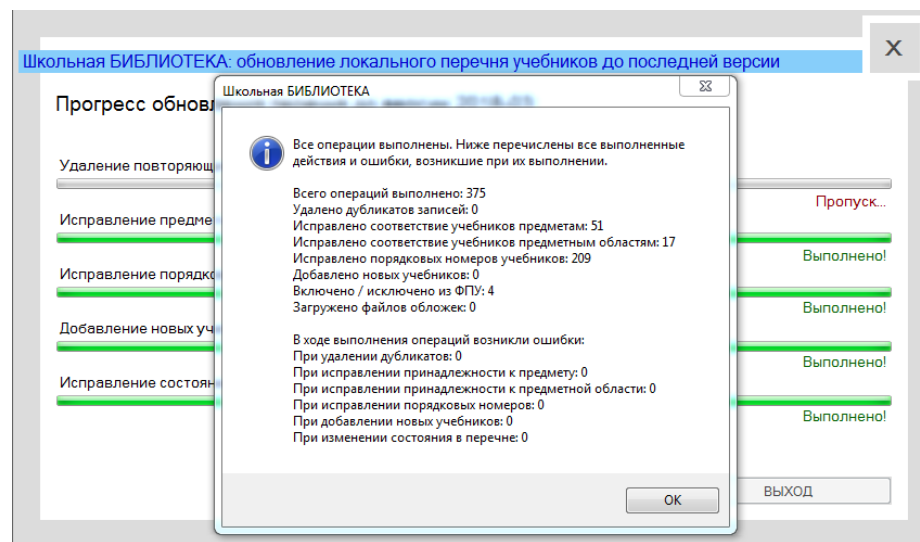 X
Школьная БИБЛИОТЕКА: обновление локального перечня учебников до последней версии
Школьная БИБЛИОТЕКА
Прогресс обновл
Все операции выполнены. Ниже перечислены все выполненные
действия и ошибки, возникшие при их выполнении.
Удаление повторяющ
Всего операций выполнено: 375
Удалено дубликатов записей: 0
Пропуск...
Исправление предме
Исправлено соответствие учебников предметам: 51
Исправлено соответствие учебников предметным областям: 17
Исправлено порядковых номеров учебников: 209
Выполнено!
Исправление порядко
Добавлено новых учебников: 0
Включено / исключено из ФПУ: 4
Загружено файлов обложек: 0
Выполнено!
Добавление новых уч
В ходе выполнения операций возникли ошибки:
При удалении дубликатов: 0
При исправлении принадлежности к предмету: 0
При исправлении принадлежности к предметной области: 0
При исправлении порядковых номеров: 0
При добавлении новых учебников: 0
При изменении состояния в перечне: 0
Выполнено!
Исправление состоян
Выполнено!
OK
ВЫХОД